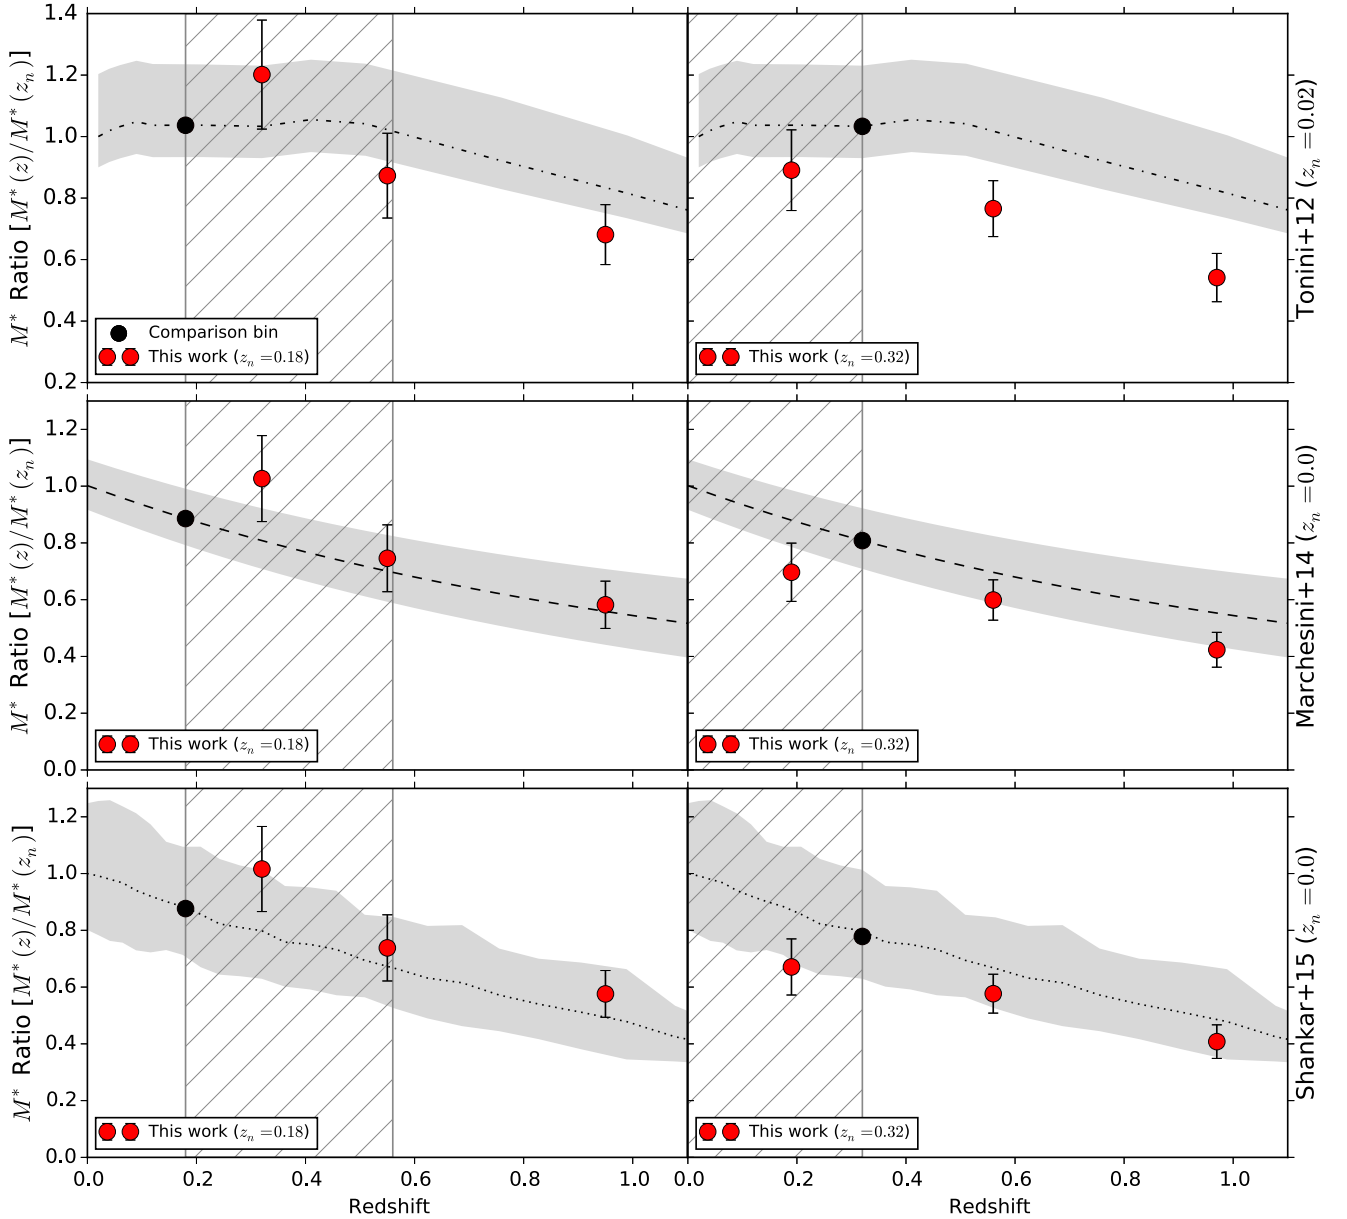 1.4
1.2
1.0
0.8
0.6
0.4
0.2
M* Ratio [M*(z)/M*(z_n)]
Comparison bin
This work (z_n =0.18)
This work (z_n =0.32)
Tonini+12 (z_n =0.02)
1.2
1.0
0.8
0.6
0.4
0.2
0.0
M* Ratio [M*(z)/M*(z_n)]
This work (z_n =0.18)
This work (z_n =0.32)
Marchesini+14 (z_n =0.0)
1.2
1.0
0.8
0.6
0.4
0.2
0.0
M* Ratio [M*(z)/M*(z_n)]
This work (z_n =0.18)
This work (z_n =0.32)
Shankar+15 (z_n =0.0)
0.0 0.2 0.4 0.6 0.8 1.0 0.0 0.2 0.4 0.6 0.8 1.0
Redshift Redshift